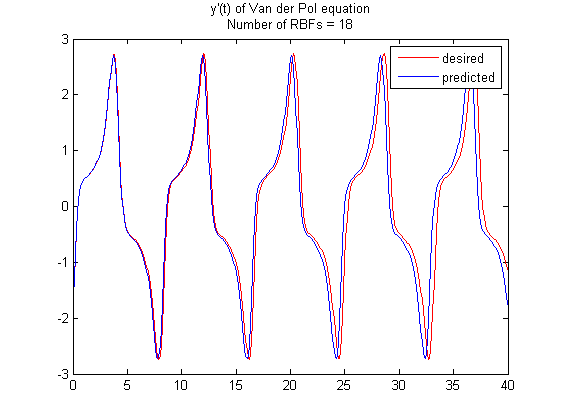 y'(t) of Van der Pol equation
Number of RBFs = 18
desired
predicted
3
2
1
0
-1
-2
-3
0 5 10 15 20 25 30 35 40